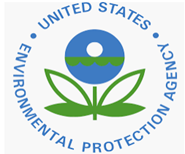 UNITED STATES
ENVIRONMENTAL PROTECTION AGENCY